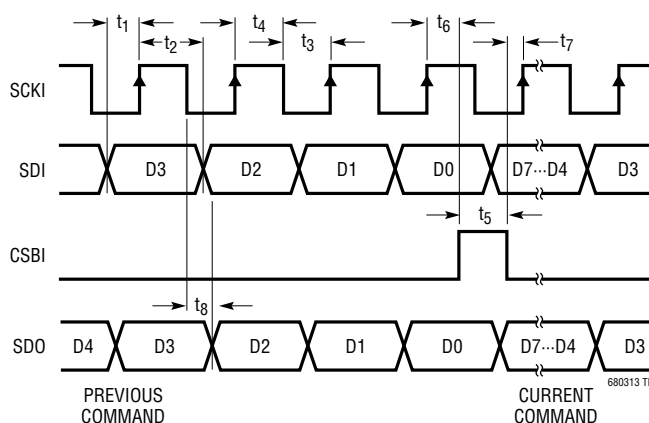 t1 t4 t6
t2 t3 t7
SCKI
SDI D3 D2 D1 D0 D7···D4 D3
t5
CSBI
t8
SDO D4 D3 D2 D1 D0 D7···D4 D3
680313
PREVIOUS CURRENT
COMMAND COMMAND